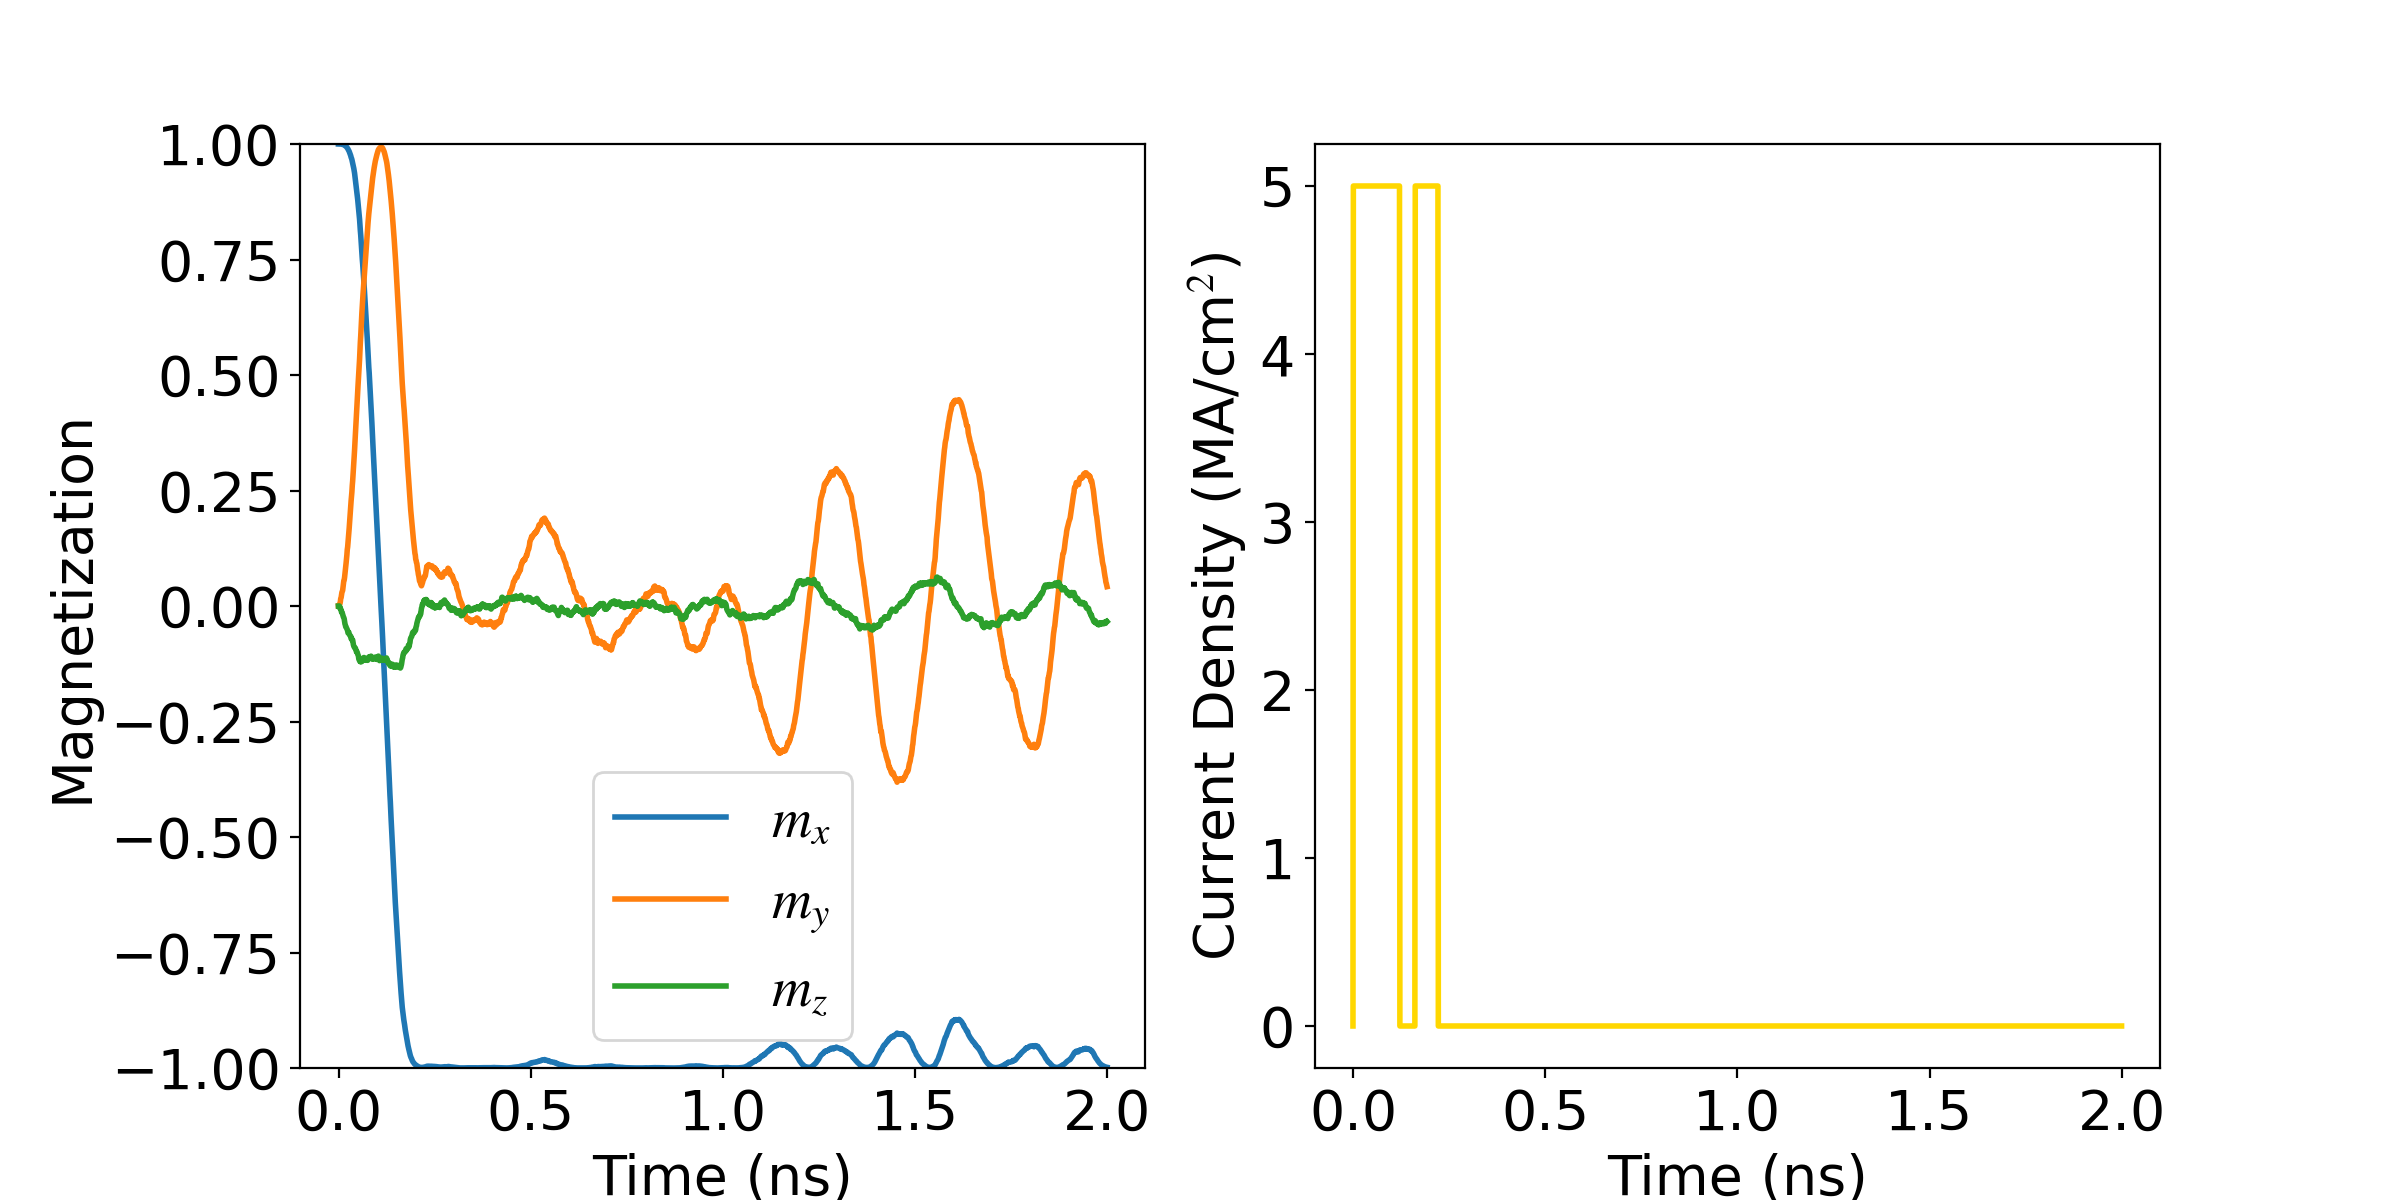 1.00
0.75
0.50
0.25
0.00
−0.25
−0.50
−0.75
−1.00
Magnetization
0.0 0.5 1.0 1.5 2.0
Time (ns)
m_x
m_y
m_z
5
4
3
2
1
0
Current Density (MA/cm²)
0.0 0.5 1.0 1.5 2.0
Time (ns)